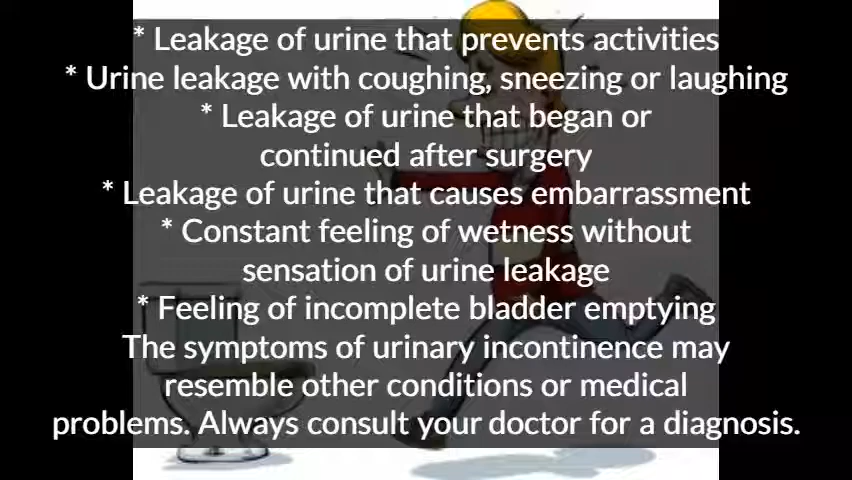 * Leakage of urine that prevents activities
* Urine leakage with coughing, sneezing or laughing
* Leakage of urine that began or
continued after surgery
* Leakage of urine that causes embarrassment
* Constant feeling of wetness without
sensation of urine leakage
* Feeling of incomplete bladder emptying
The symptoms of urinary incontinence may
resemble other conditions or medical
problems. Always consult your doctor for a diagnosis.